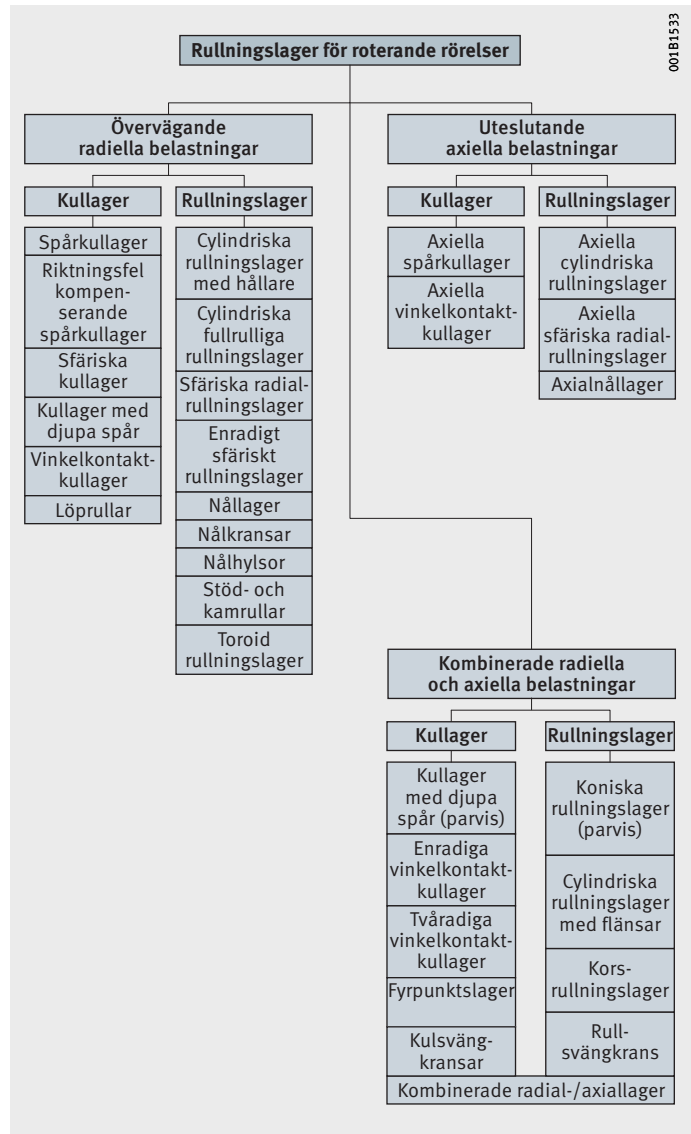 001B1533
Rullningslager för roterande rörelser
Övervägande
radiella belastningar
Kullager
Spårkullager
Riktningsfel
kompen-
serande
spårkullager
Sfäriska
kullager
Kullager med
djupa spår
Vinkelkontakt-
kullager
Löprullar
Rullningslager
Cylindriska
rullningslager
med hållare
Cylindriska
fullrulliga
rullningslager
Sfäriska radial-
rullningslager
Enradigt
sfäriskt
rullningslager
Nållager
Nålkransar
Nålhylsor
Stöd- och
kamrullar
Toroid
rullningslager
Uteslutande
axiella belastningar
Kullager
Axiella
spårkullager
Axiella
vinkelkontakt-
kullager
Rullningslager
Axiella
cylindriska
rullningslager
Axiella
sfäriska radial-
rullningslager
Axialnållager
Kombinerade radiella
och axiella belastningar
Kullager
Kullager
med djupa
spår (parvis)
Enradiga
vinkelkontakt-
kullager
Tvåradiga
vinkelkontakt-
kullager
Fyrpunktslager
Kulsväng-
kransar
Rullningslager
Koniska
rullningslager
(parvis)
Cylindriska
rullningslager
med flänsar
Kors-
rullningslager
Rull-
svängkrans
Kombinerade radial-/axiallager